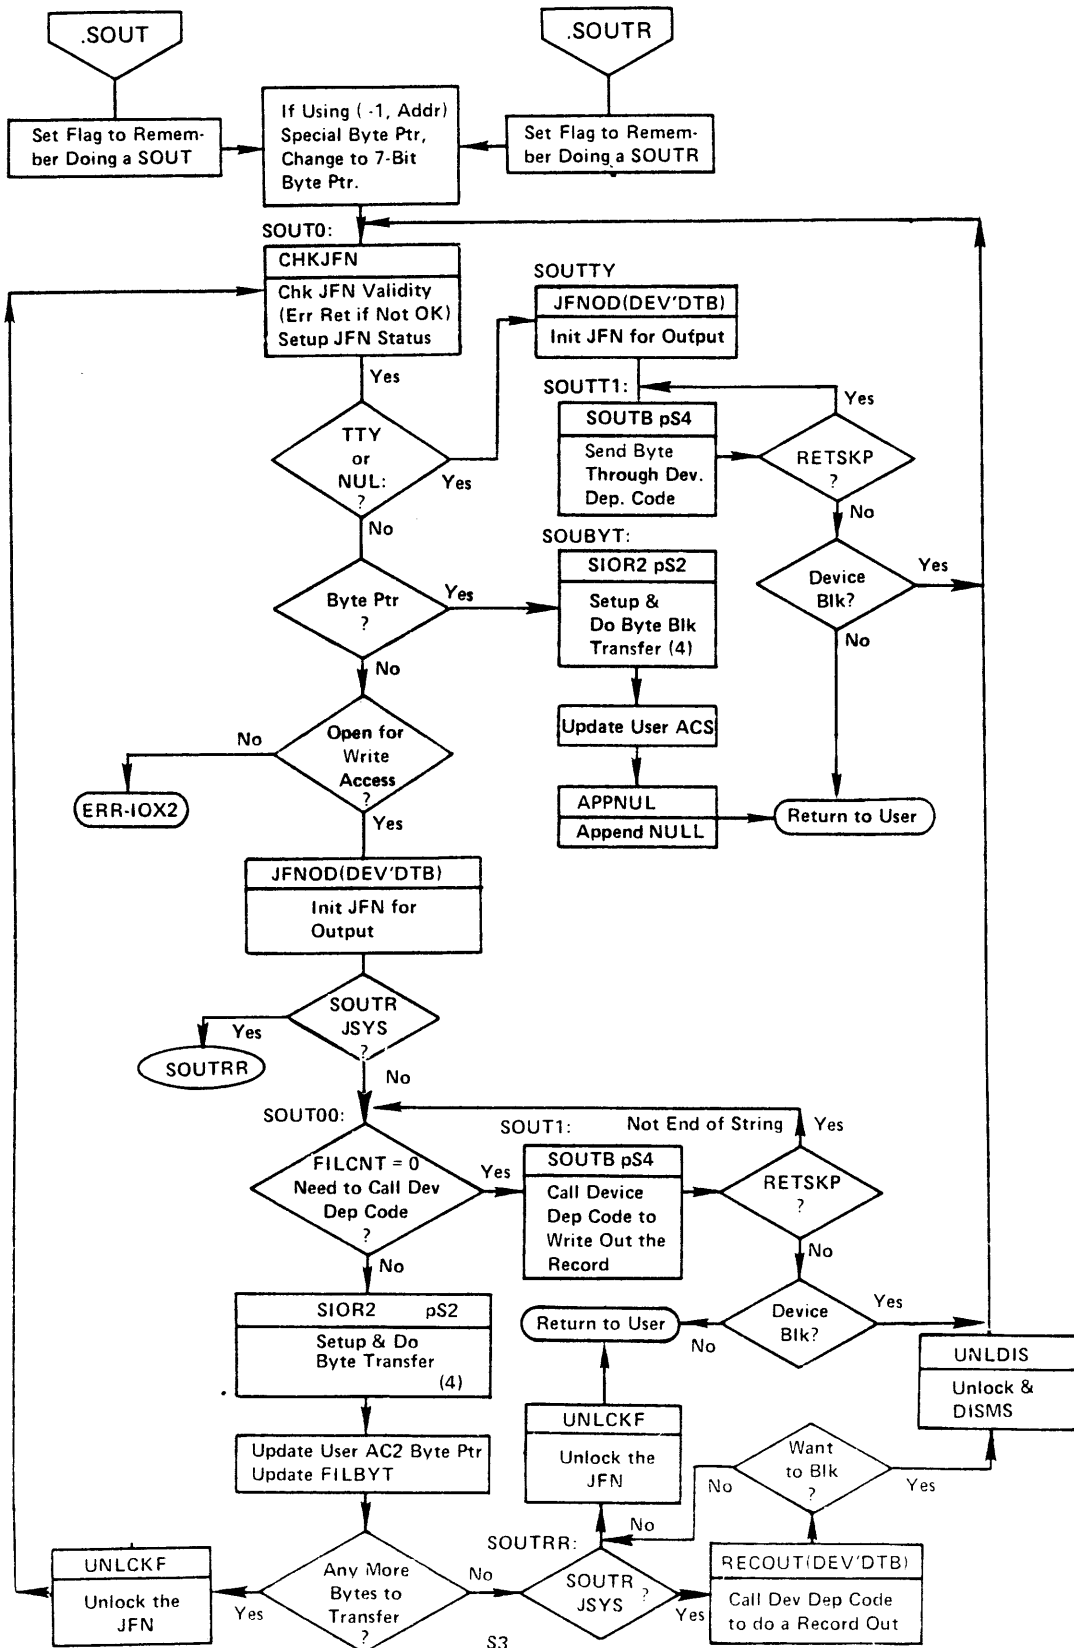 .SOUT
.SOUTR
Set Flag to Remem-
ber Doing a SOUT
If Using ( -1, Addr)
Special Byte Ptr,
Change to 7-Bit
Byte Ptr.
Set Flag to Remem-
ber Doing a SOUTR
SOUT0:
CHKJFN
Chk JFN Validity
(Err Ret if Not OK)
Setup JFN Status
Yes
SOUTTY
JFNOD(DEV'DTB)
Init JFN for Output
TTY
or
NUL:
?
Yes
No
SOUTT1:
SOUTB pS4
Send Byte
Through Dev.
Dep. Code
Yes
RETSKP
?
No
Device
Blk?
Yes
No
Byte Ptr
?
Yes
No
SOUBYT:
SIOR2 pS2
Setup &
Do Byte Blk
Transfer (4)
Update User ACS
APPNUL
Append NULL
Return to User
Open for
Write
Access
?
No
ERR-IOX2
Yes
JFNOD(DEV'DTB)
Init JFN for
Output
SOUTR
JSYS
?
Yes
SOUTRR
No
SOUT00:
FILCNT = 0
Need to Call Dev
Dep Code
?
Yes
No
SOUT1:
Not End of String
Yes
SOUTB pS4
Call Device
Dep Code to
Write Out the
Record
RETSKP
?
No
Device
Blk?
Yes
No
Return to User
SIOR2 pS2
Setup & Do
Byte Transfer
(4)
UNLDIS
Unlock &
DISMS
Update User AC2 Byte Ptr
Update FILBYT
UNLCKF
Unlock the
JFN
Want
to Blk
?
No
Yes
No
UNLCKF
Unlock the
JFN
Yes
Any More
Bytes to
Transfer
?
No
SOUTRR:
SOUTR
JSYS
?
Yes
RECOUT(DEV'DTB)
Call Dev Dep Code
to do a Record Out
S3